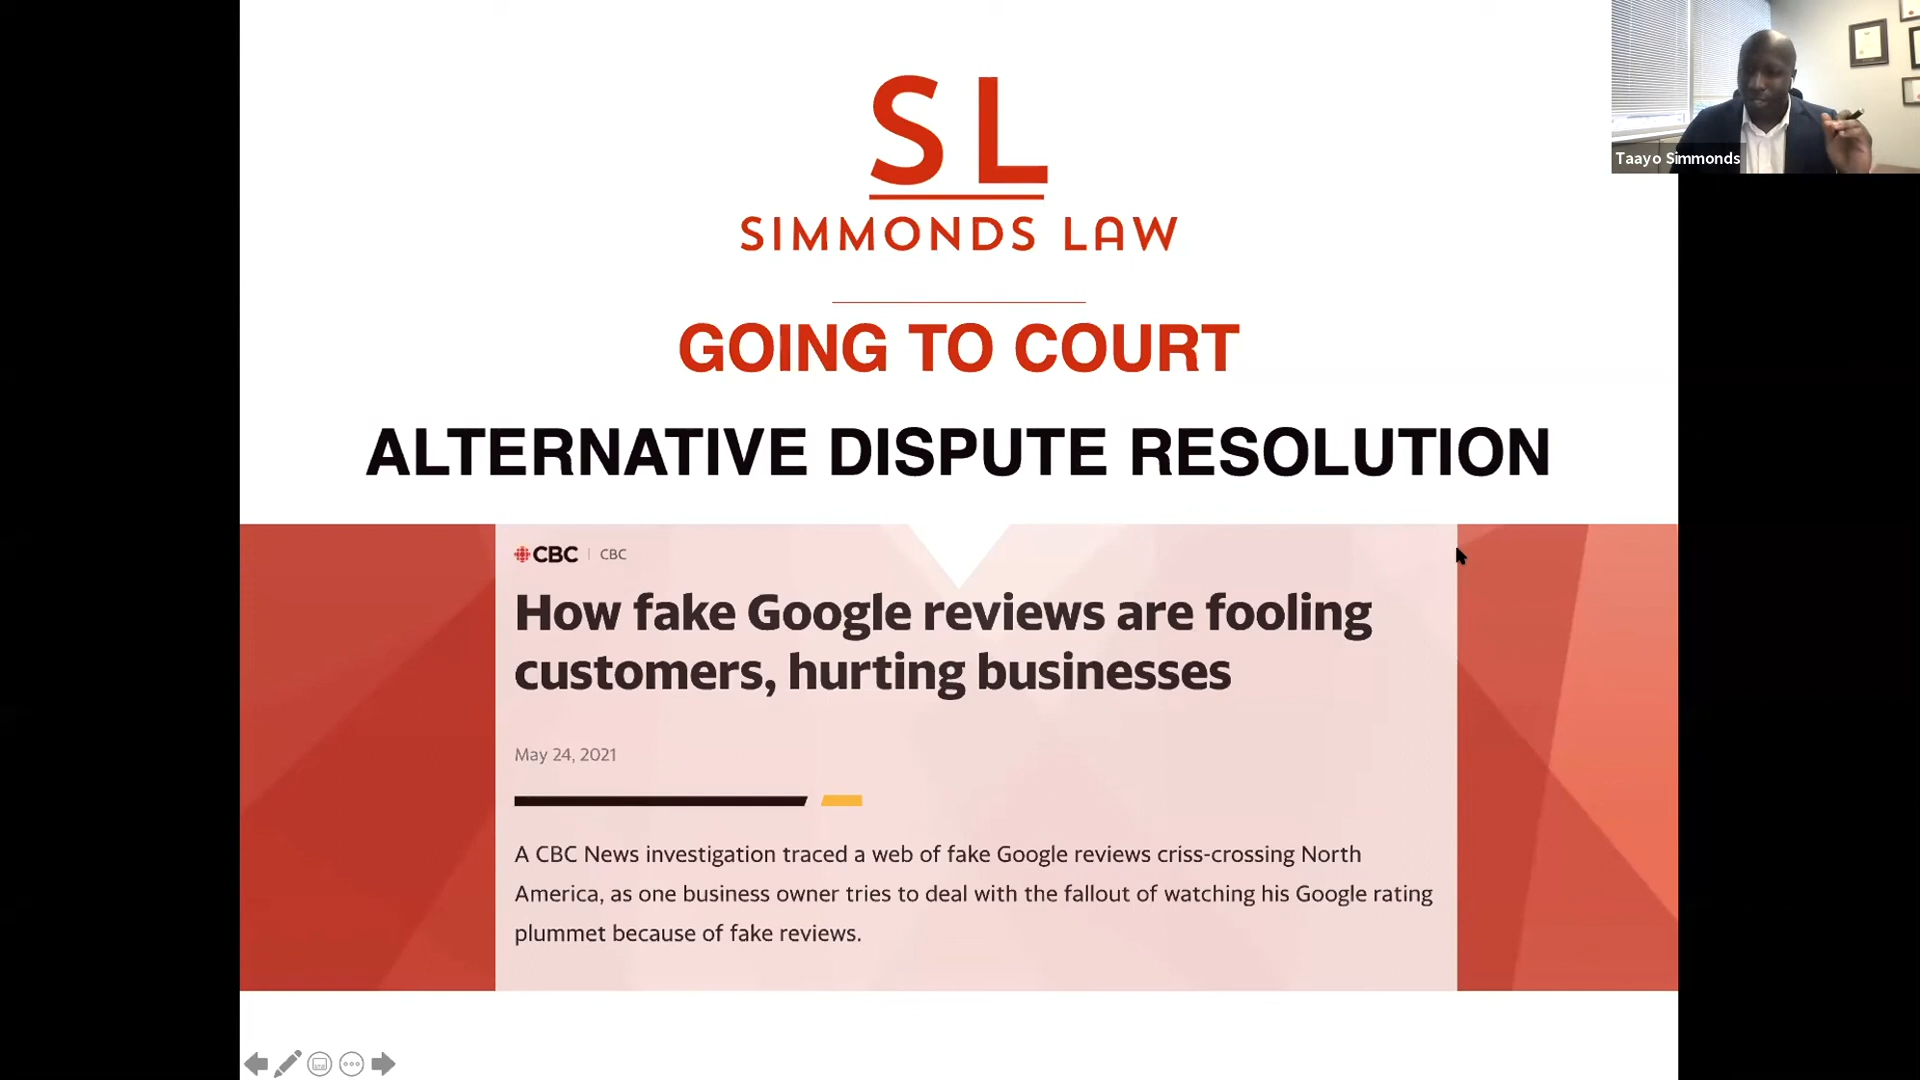 SL
SIMMONDS LAW
GOING TO COURT
ALTERNATIVE DISPUTE RESOLUTION
CBC | CBC
How fake Google reviews are fooling
customers, hurting businesses
May 24, 2021
A CBC News investigation traced a web of fake Google reviews criss-crossing North
America, as one business owner tries to deal with the fallout of watching his Google rating
plummet because of fake reviews.
Taayo Simmonds